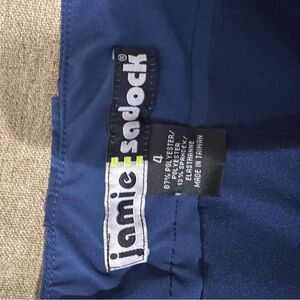 jamie sadock®
4
87% POLYESTER/
POLYESTER
13% SPANDEX/
ELASTHANNE
MADE IN TAIWAN